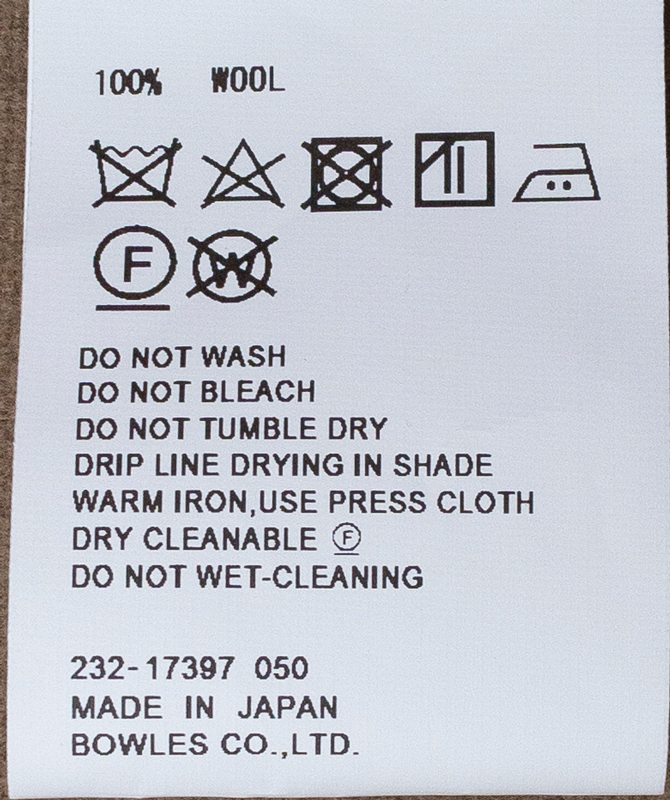 100% WOOL
F W
DO NOT WASH
DO NOT BLEACH
DO NOT TUMBLE DRY
DRIP LINE DRYING IN SHADE
WARM IRON,USE PRESS CLOTH
DRY CLEANABLE Ⓕ
DO NOT WET-CLEANING
232-17397 050
MADE IN JAPAN
BOWLES CO.,LTD.